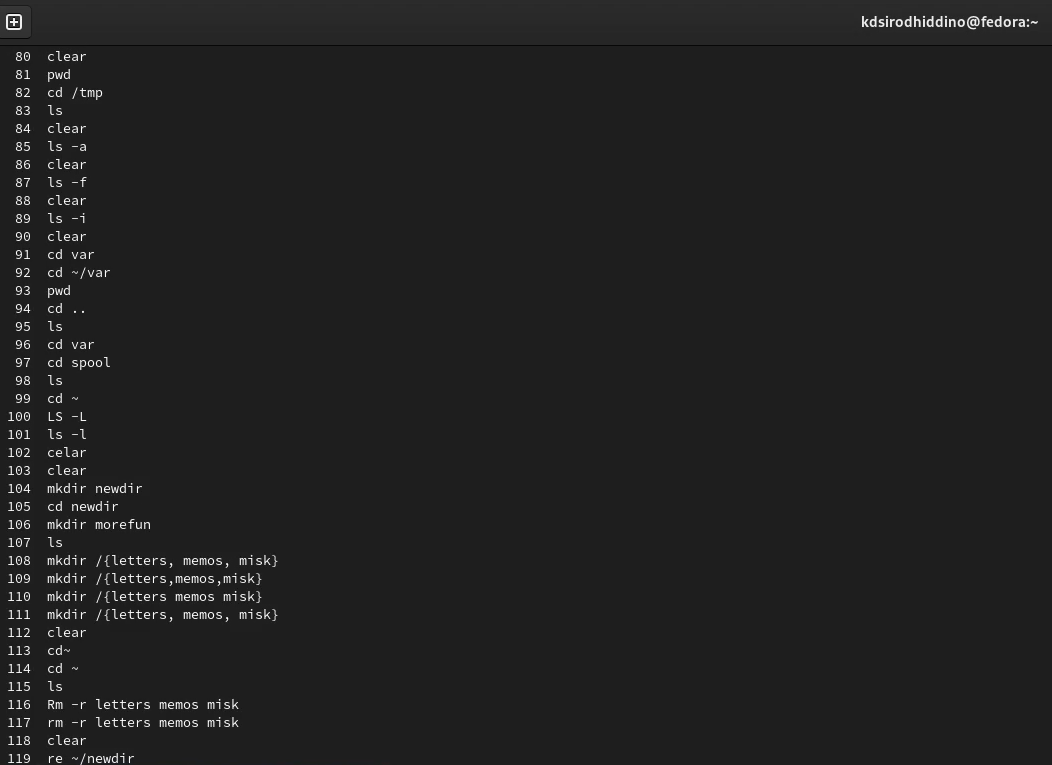 kdsirodhiddino@fedora:~
80 clear
81 pwd
82 cd /tmp
83 ls
84 clear
85 ls -a
86 clear
87 ls -f
88 clear
89 ls -i
90 clear
91 cd var
92 cd ~/var
93 pwd
94 cd ..
95 ls
96 cd var
97 cd spool
98 ls
99 cd ~
100 LS -L
101 ls -l
102 celar
103 clear
104 mkdir newdir
105 cd newdir
106 mkdir morefun
107 ls
108 mkdir /{letters, memos, misk}
109 mkdir /{letters,memos,misk}
110 mkdir /{letters memos misk}
111 mkdir /{letters, memos, misk}
112 clear
113 cd~
114 cd ~
115 ls
116 Rm -r letters memos misk
117 rm -r letters memos misk
118 clear
119 re ~/newdir